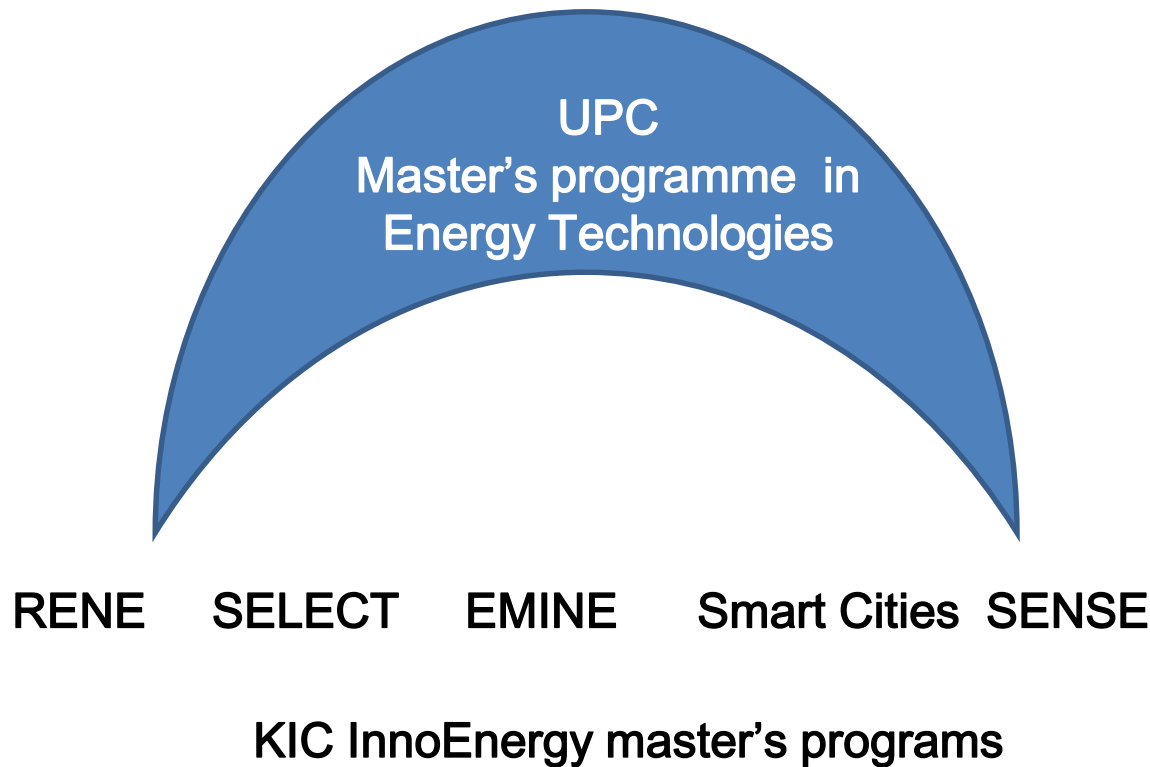 UPC
Master’s programme in
Energy Technologies
RENE SELECT EMINE Smart Cities SENSE
KIC InnoEnergy master’s programs